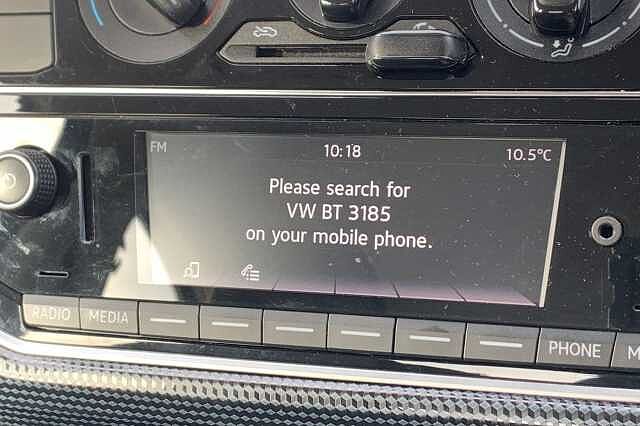 FM
10:18
10.5°C
Please search for
VW BT 3185
on your mobile phone.
RADIO
MEDIA
PHONE
M